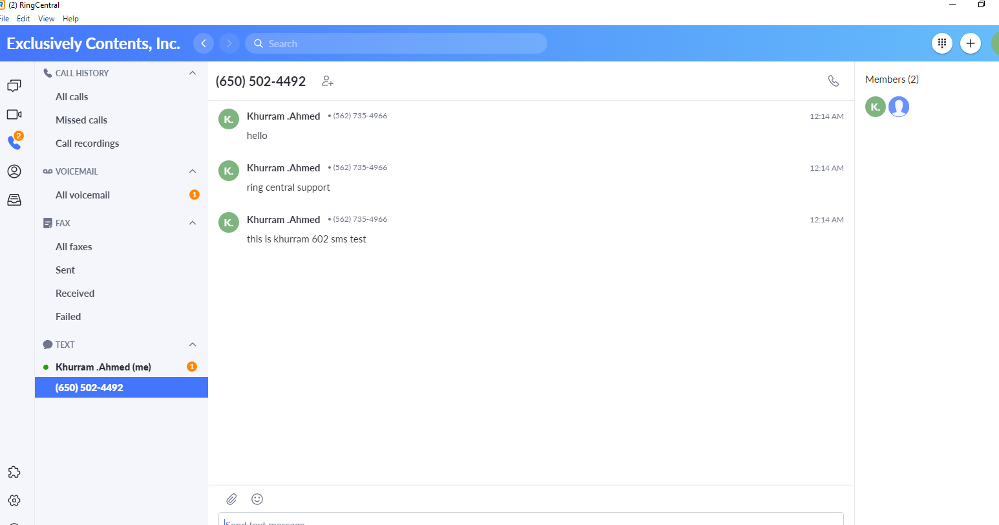 (2) RingCentral
File Edit View Help
Exclusively Contents, Inc.
Search
CALL HISTORY
All calls
Missed calls
Call recordings
2
VOICEMAIL
All voicemail 1
FAX
All faxes
Sent
Received
Failed
TEXT
Khurram .Ahmed (me) 1
(650) 502-4492
(650) 502-4492
K. Khurram .Ahmed • (562) 735-4966 12:14 AM
hello
K. Khurram .Ahmed • (562) 735-4966 12:14 AM
ring central support
K. Khurram .Ahmed • (562) 735-4966 12:14 AM
this is khurram 602 sms test
Send text message
Members (2)
K.